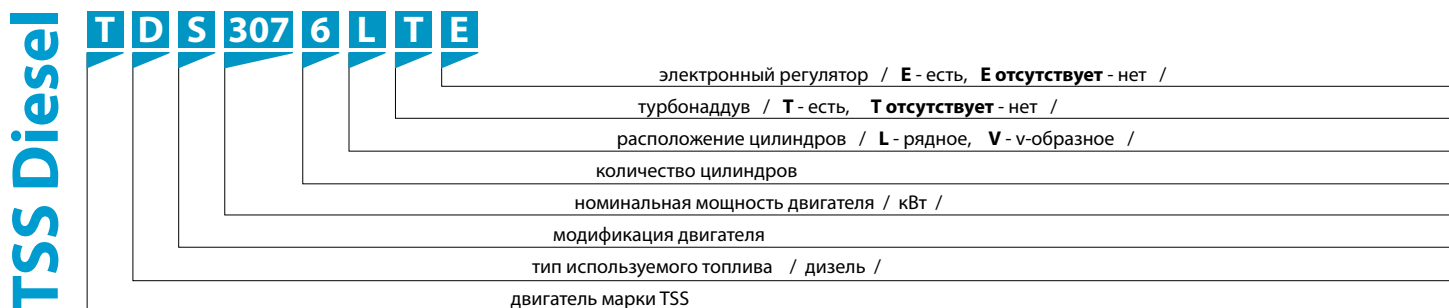 TSS Diesel
T D S 307 6 L T E
электронный регулятор / E - есть, E отсутствует - нет /
турбонаддув / T - есть, T отсутствует - нет /
расположение цилиндров / L - рядное, V - v-образное /
количество цилиндров
номинальная мощность двигателя / кВт /
модификация двигателя
тип используемого топлива / дизель /
двигатель марки TSS